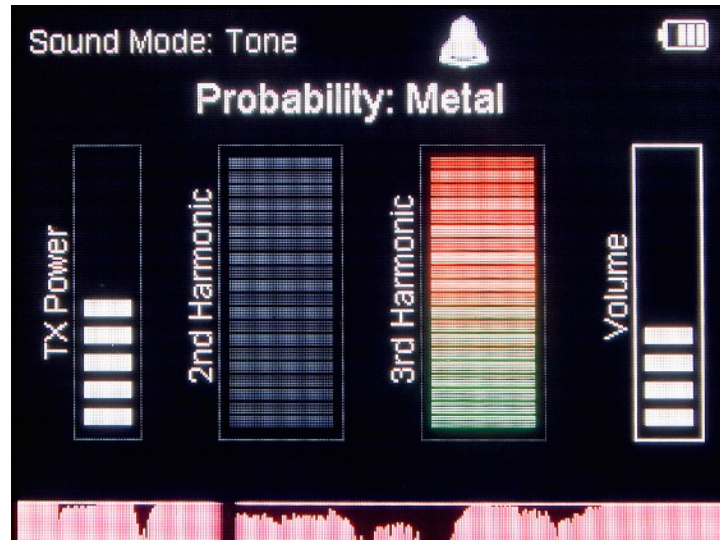 Sound Mode: Tone
Probability: Metal
TX Power
2nd Harmonic
3rd Harmonic
Volume